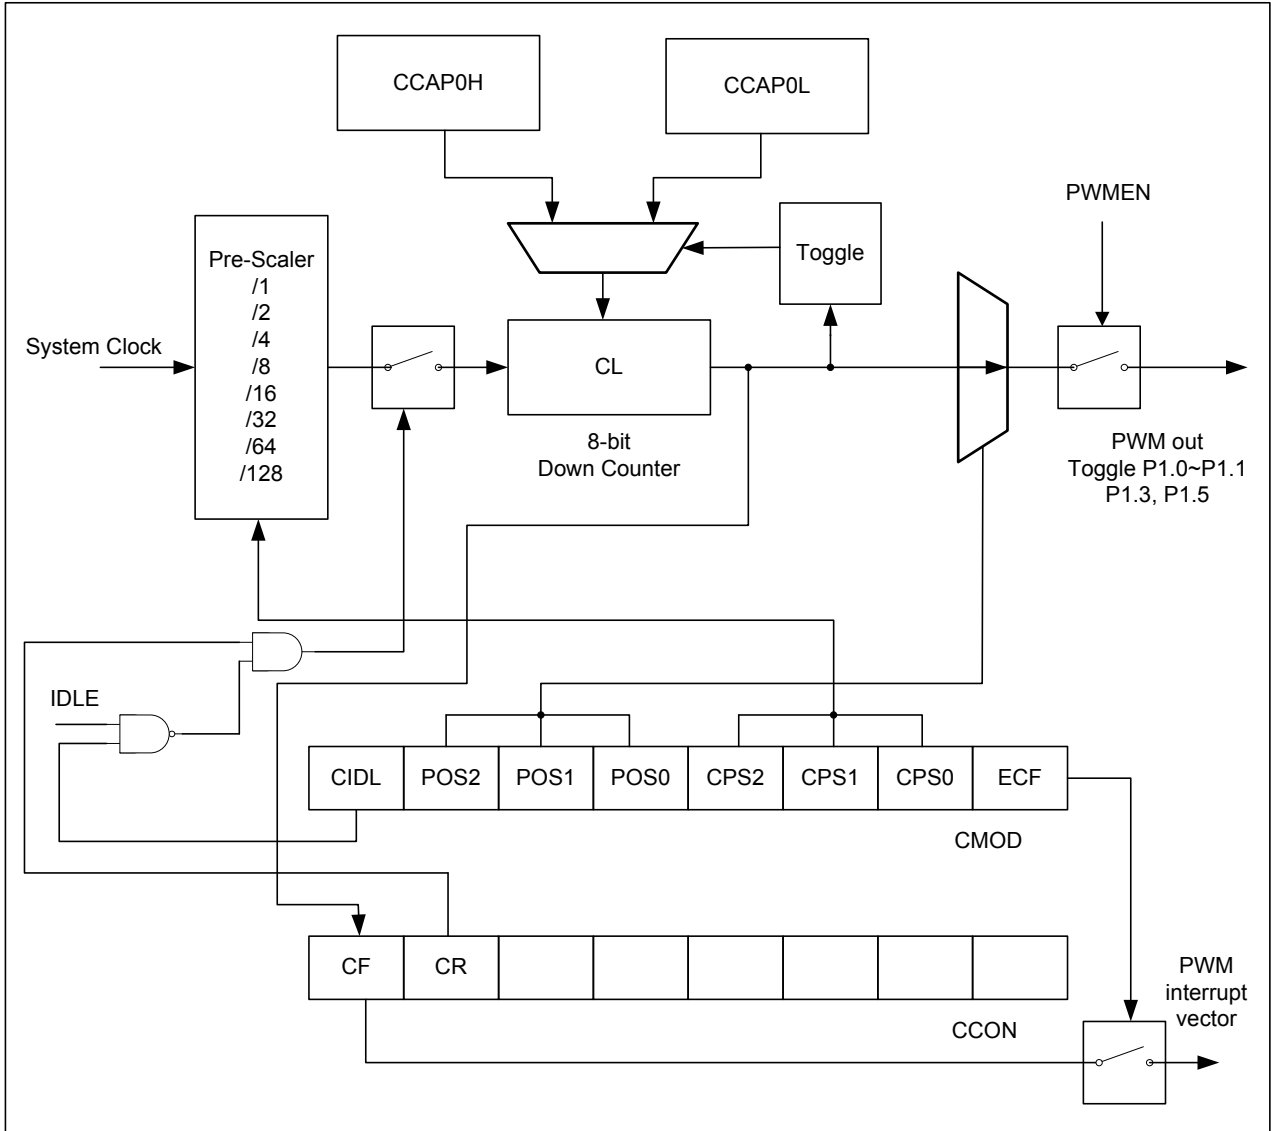 CCAP0H
CCAP0L
PWMEN
Pre-Scaler
/1
/2
/4
/8
/16
/32
/64
/128
Toggle
System Clock
CL
8-bit
Down Counter
PWM out
Toggle P1.0~P1.1
P1.3, P1.5
IDLE
CIDL POS2 POS1 POS0 CPS2 CPS1 CPS0 ECF
CMOD
CF CR
CCON
PWM
interrupt
vector